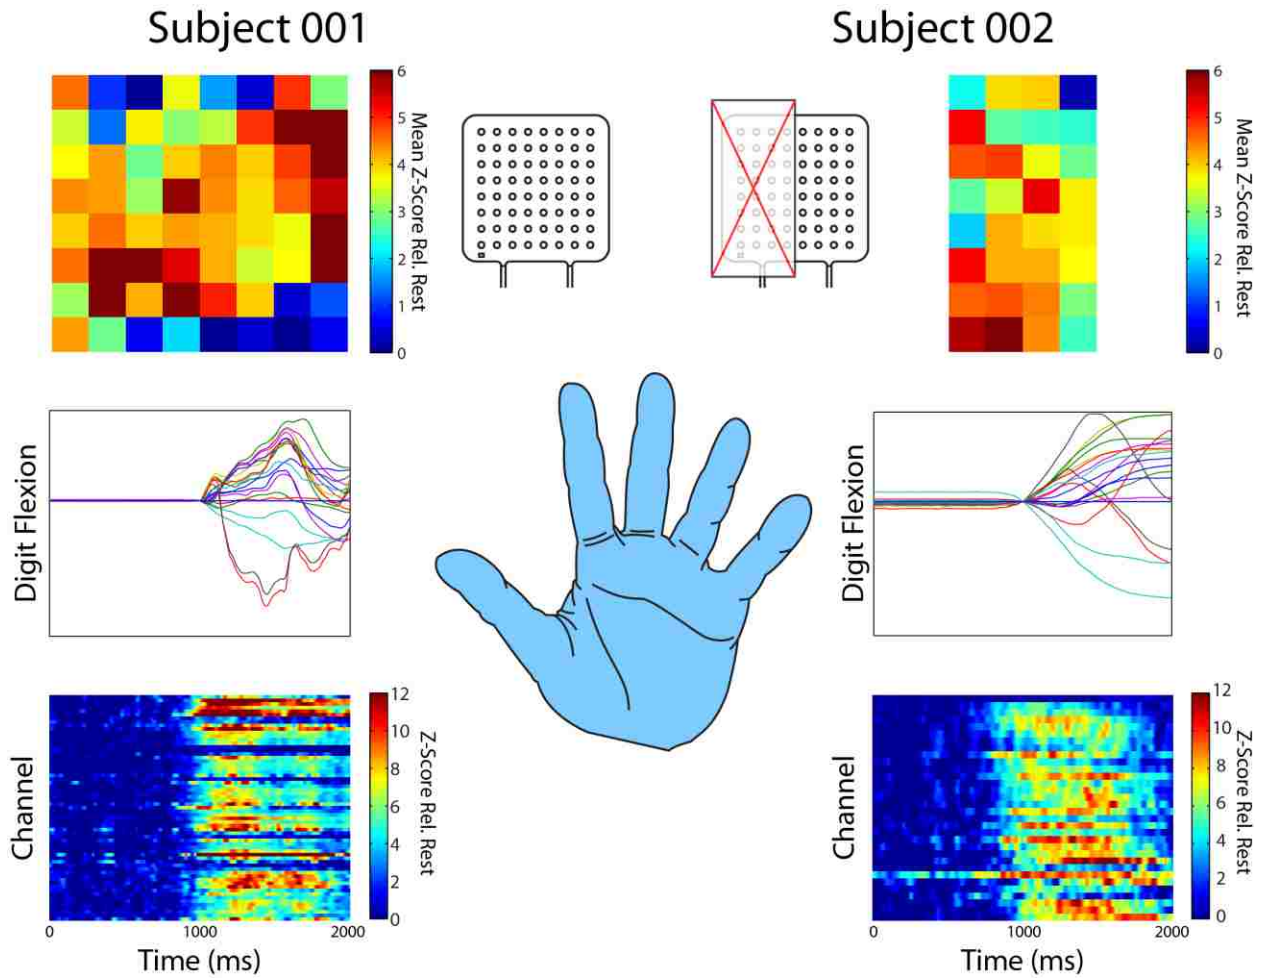 Subject 001
Subject 002
6
5
4
3
2
1
0
Mean Z-Score Rel. Rest
6
5
4
3
2
1
0
Mean Z-Score Rel. Rest
Digit Flexion
Digit Flexion
Channel
12
10
8
6
4
2
0
Z-Score Rel. Rest
0
1000
2000
Time (ms)
Channel
12
10
8
6
4
2
0
Z-Score Rel. Rest
0
1000
2000
Time (ms)